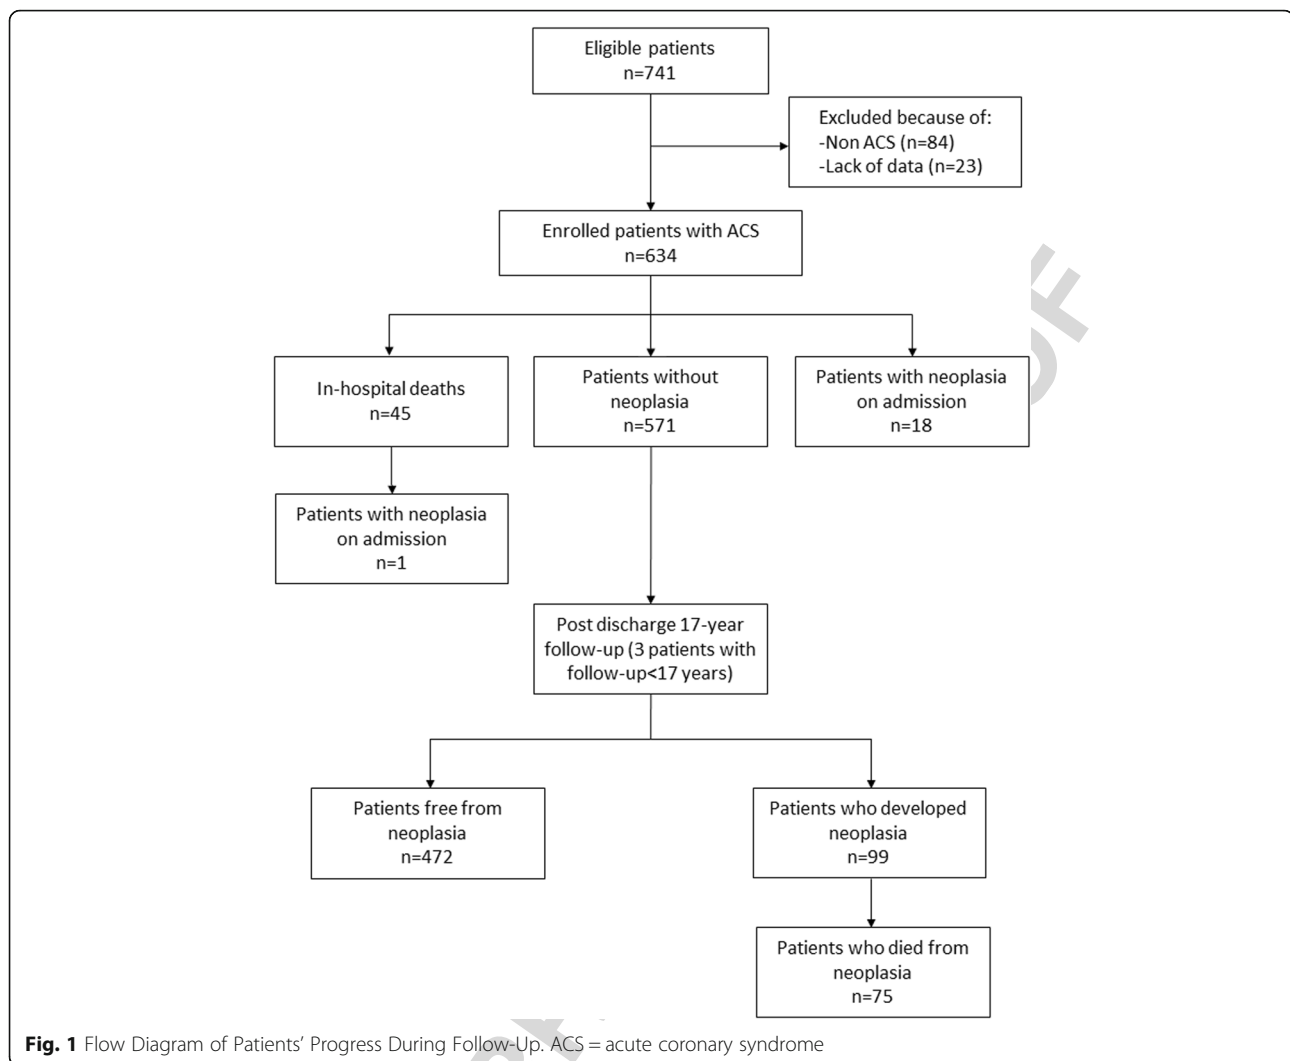 Eligible patients
n=741
Excluded because of:
-Non ACS (n=84)
-Lack of data (n=23)
Enrolled patients with ACS
n=634
In-hospital deaths
n=45
Patients without
neoplasia
n=571
Patients with neoplasia
on admission
n=18
Patients with neoplasia
on admission
n=1
Post discharge 17-year
follow-up (3 patients with
follow-up<17 years)
Patients free from
neoplasia
n=472
Patients who developed
neoplasia
n=99
Patients who died from
neoplasia
n=75
Fig. 1 Flow Diagram of Patients’ Progress During Follow-Up. ACS = acute coronary syndrome